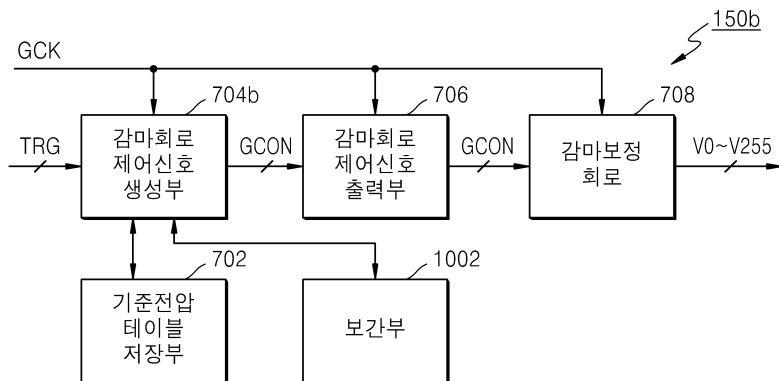 150b
GCK
704b
706
708
TRG
감마회로
제어신호
생성부
GCON
감마회로
제어신호
출력부
GCON
감마보정
회로
V0~V255
702
1002
기준전압
테이블
저장부
보간부